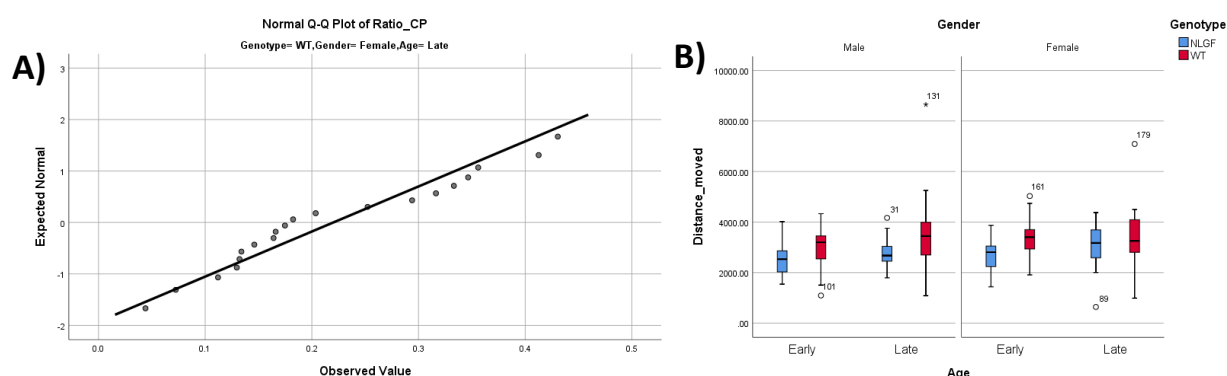 A)
Normal Q-Q Plot of Ratio_CP
Genotype= WT,Gender= Female,Age= Late
Expected Normal
3
2
1
0
-1
-2
0.0 0.1 0.2 0.3 0.4 0.5
Observed Value
B)
Gender
Male Female
Genotype
NLGF
WT
Distance_moved
10000.00
8000.00
6000.00
4000.00
2000.00
.00
131
31
101
179
161
89
Early Late Early Late
Age